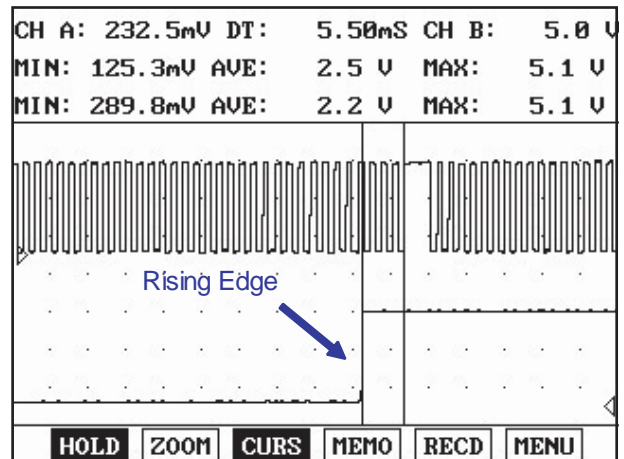 CH A: 232.5mV DT: 5.50mS CH B: 5.0 V
MIN: 125.3mV AVE: 2.5 V MAX: 5.1 V
MIN: 289.8mV AVE: 2.2 V MAX: 5.1 V
Rising Edge
HOLD ZOOM CURS MEMO RECD MENU